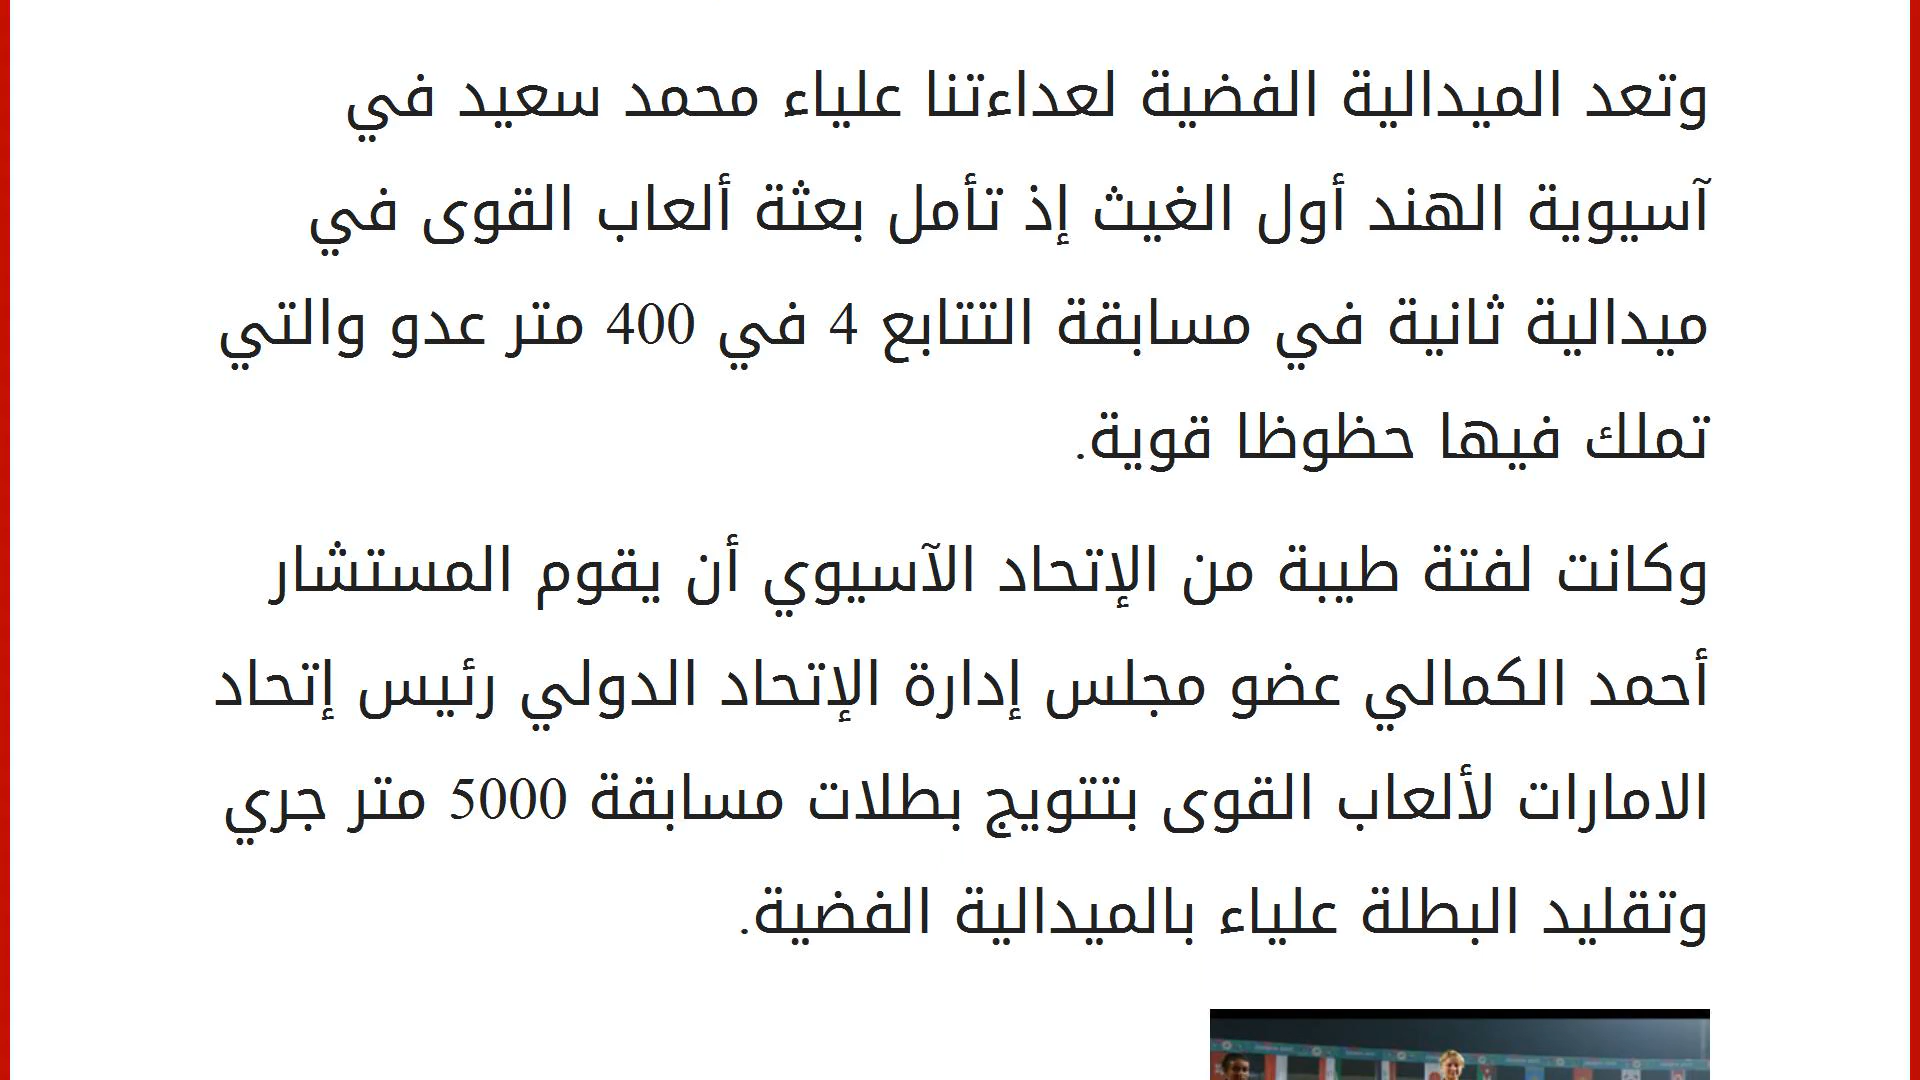 وتعد الميدالية الفضية لعداءتنا علياء محمد سعيد في
آسيوية الهند أول الغيث إذ تأمل بعثة ألعاب القوى في
ميدالية ثانية في مسابقة التتابع 4 في 400 متر عدو والتي
تملك فيها حظوظا قوية.
وكانت لفتة طيبة من الإتحاد الآسيوي أن يقوم المستشار
أحمد الكمالي عضو مجلس إدارة الإتحاد الدولي رئيس إتحاد
الامارات لألعاب القوى بتتويج بطلات مسابقة 5000 متر جري
وتقليد البطلة علياء بالميدالية الفضية.